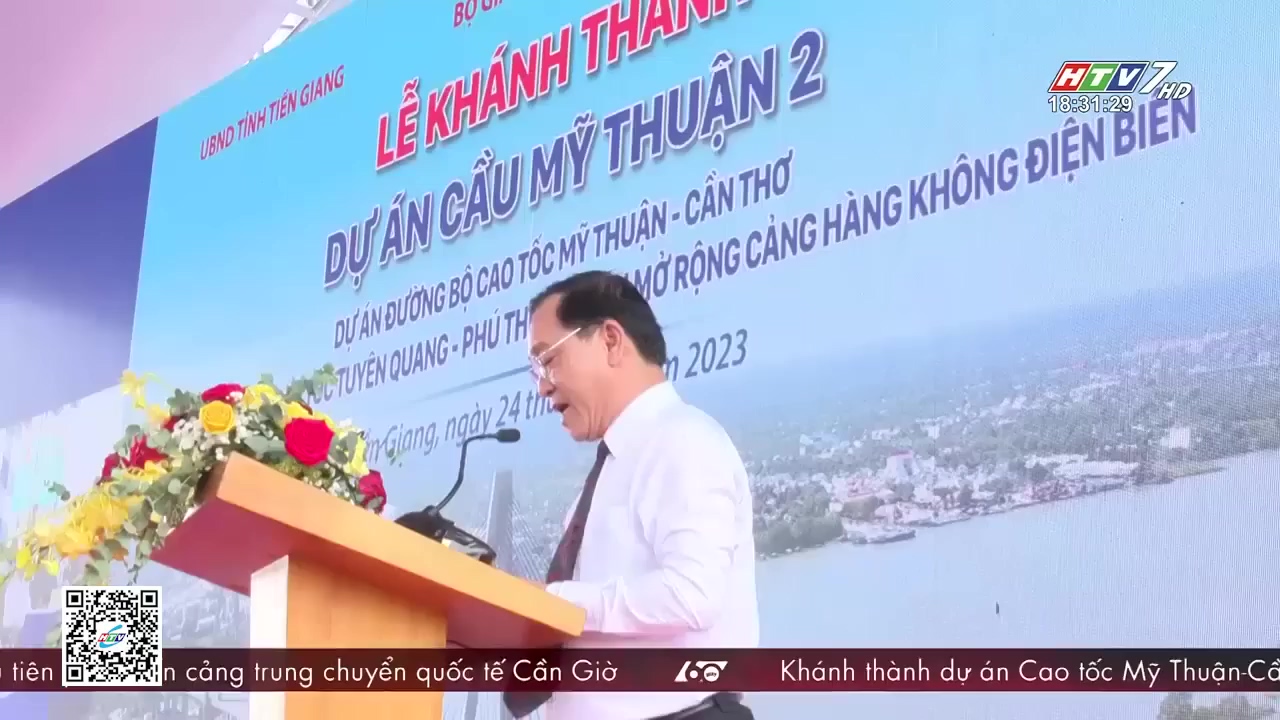 BỘ GI
UBND TỈNH TIỀN GIANG
LỄ KHÁNH THÀNH
DỰ ÁN CẦU MỸ THUẬN 2
DỰ ÁN ĐƯỜNG BỘ CAO TỐC MỸ THUẬN - CẦN THƠ
TUYÊN QUANG - PHÚ TH MỞ RỘNG CẢNG HÀNG KHÔNG ĐIỆN BIÊN
Giang, ngày 24 2023
HTV7 HD
18:31:29
HTV
tiên n cảng trung chuyển quốc tế Cần Giờ
60 giây
Khánh thành dự án Cao tốc Mỹ Thuận-Cầ